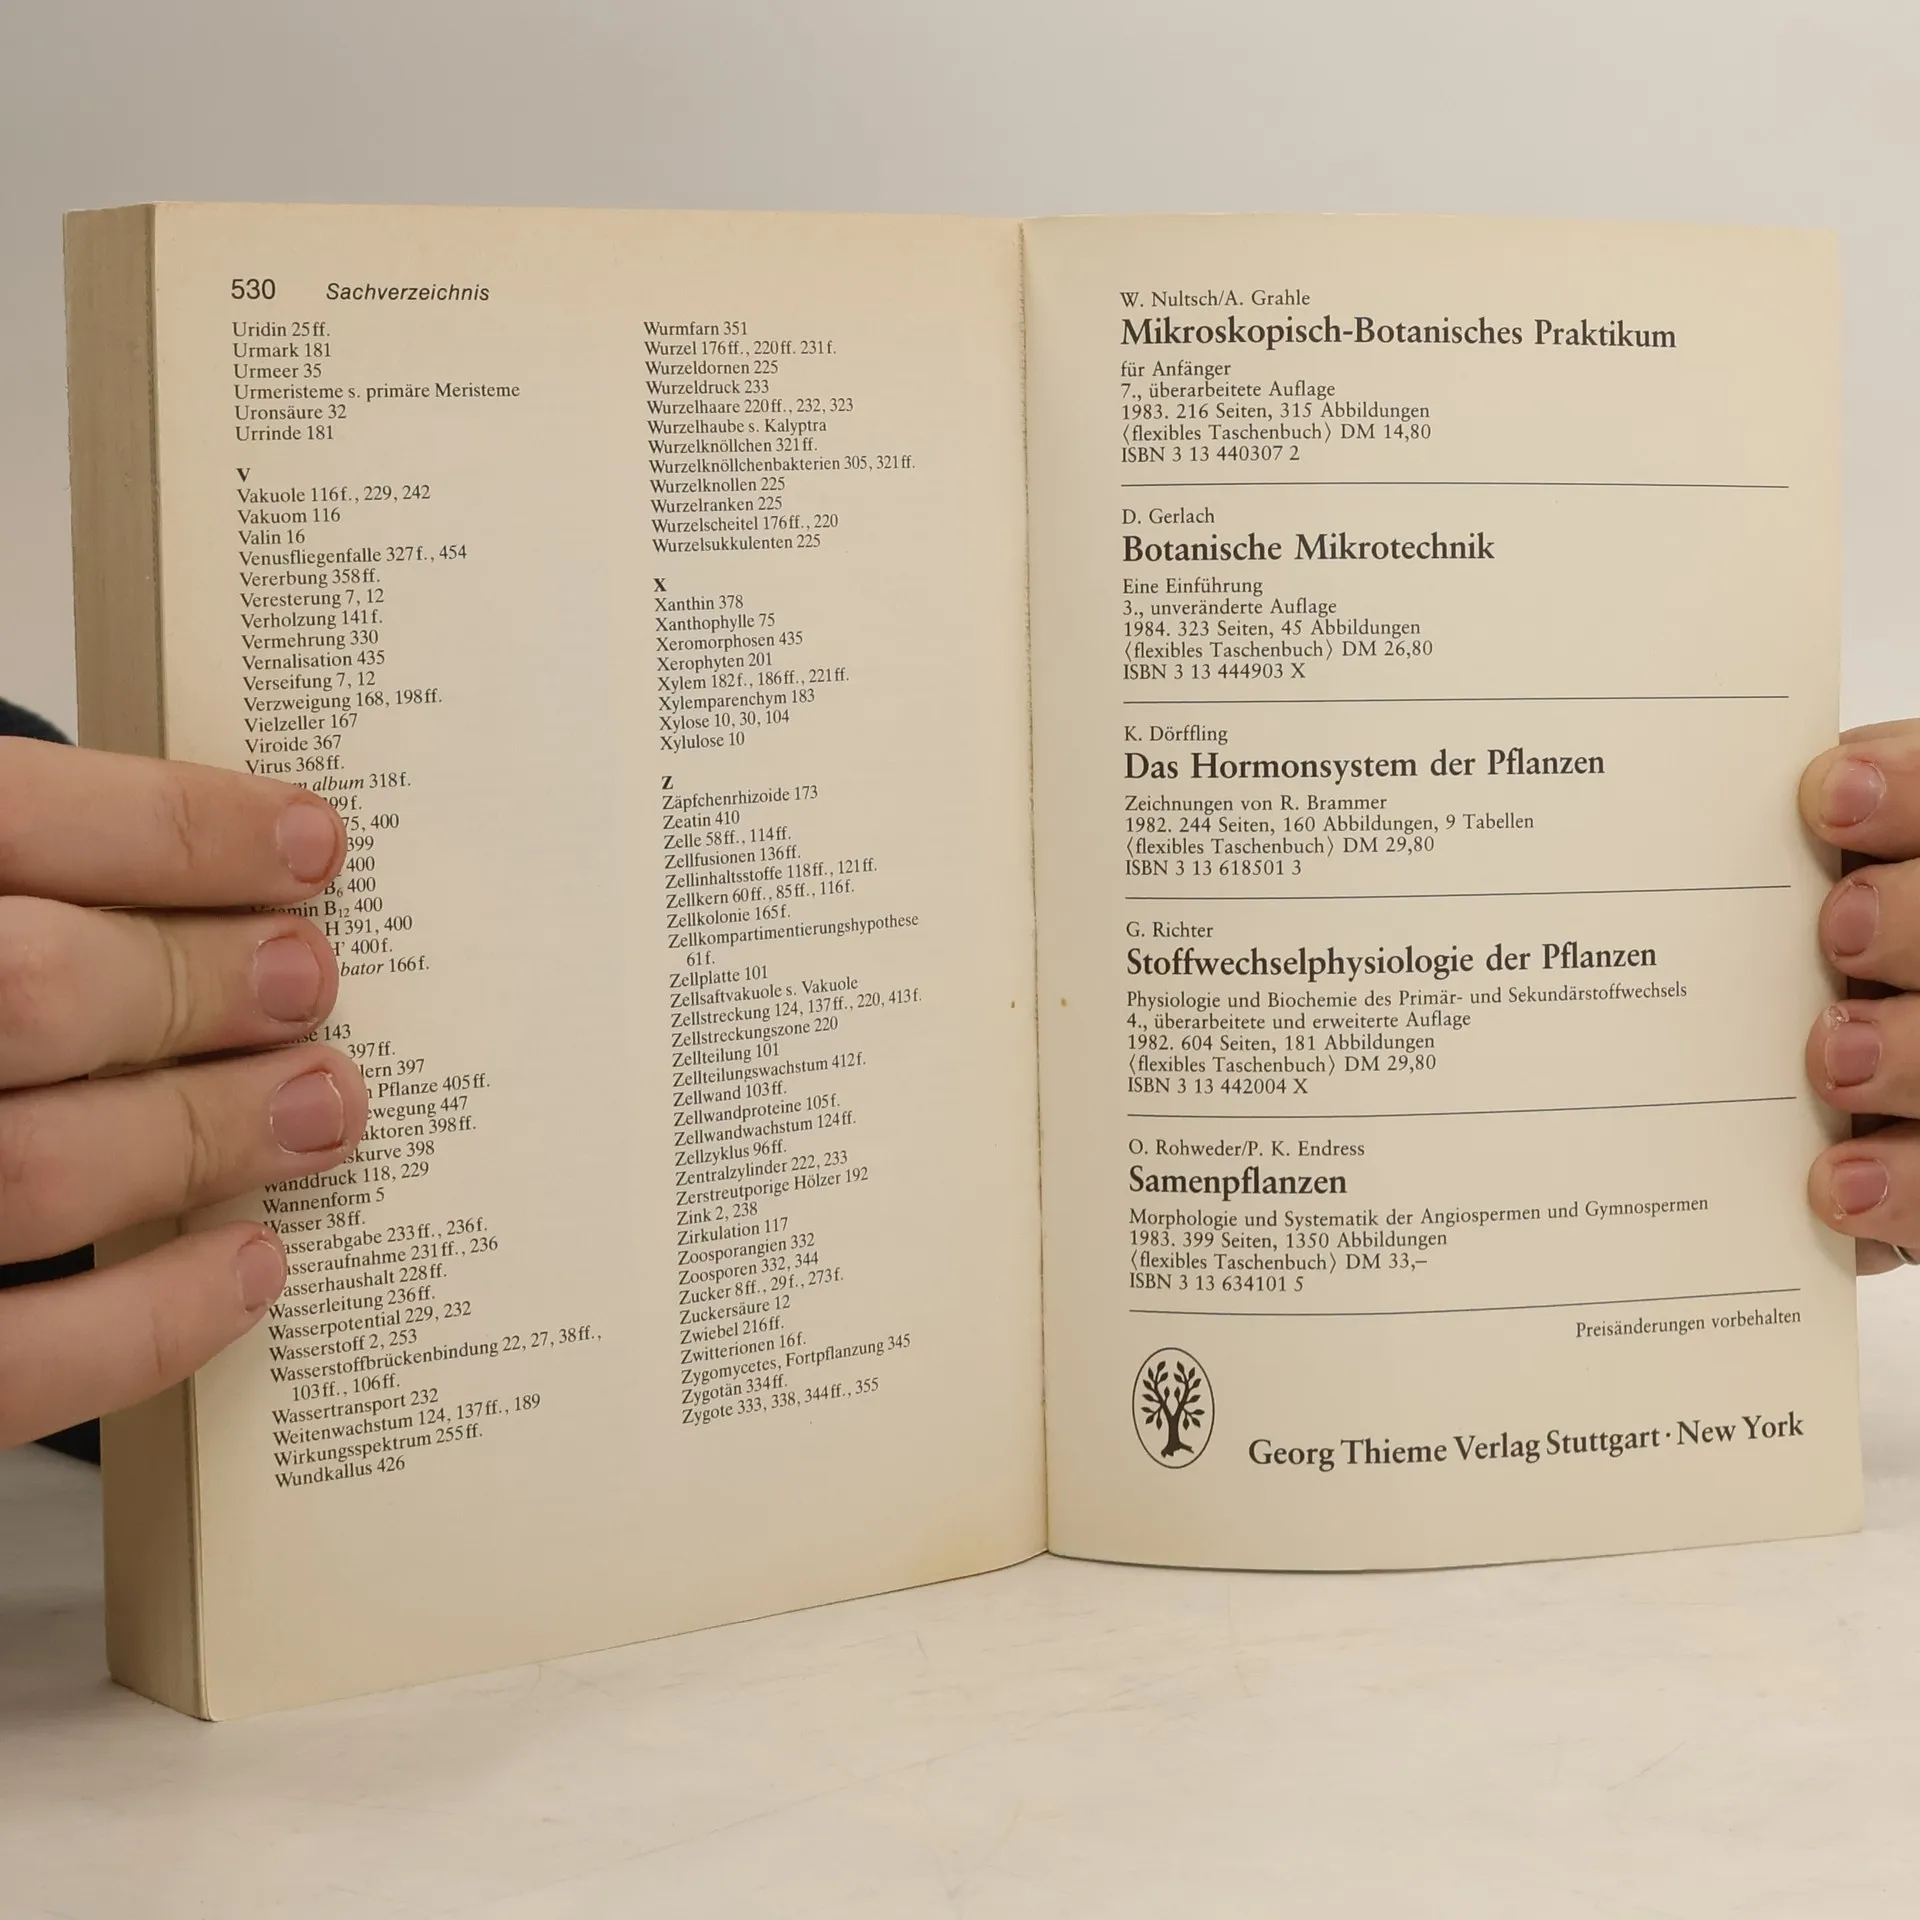 530 Sachverzeichnis
Uridin 25ff.
Urmark 181
Urmeer 35
Urmeristeme s. primäre Meristeme
Uronsäure 32
Urrinde 181
V
Vakuole 116f., 229, 242
Vakuom 116
Valin 16
Venusfliegenfalle 327f., 454
Vererbung 358ff.
Veresterung 7, 12
Verholzung 141f.
Vermehrung 330
Vernalisation 435
Verseifung 7, 12
Verzweigung 168, 198ff.
Vielzeller 167
Viroide 367
Virus 368ff.
album 318f.
99f.
75, 400
399
400
B₆ 400
B₁₂ 400
H 391, 400
400f.
166f.
143
397ff.
397
Pflanze 405ff.
447
398ff.
398
Wanddruck 118, 229
Wannenform 5
Wasser 38ff.
asserabgabe 233ff., 236f.
asseraufnahme 231ff., 236
asserhaushalt 228ff.
Wasserleitung 236ff.
Wasserpotential 229, 232
Wasserstoff 2, 253
Wasserstoffbrückenbindung 22, 27, 38ff.,
103ff., 106ff.
Wassertransport 232
Weitenwachstum 124, 137ff., 189
Wirkungsspektrum 255ff.
Wundkallus 426
Wurmfarn 351
Wurzel 176ff., 220ff. 231f.
Wurzeldornen 225
Wurzeldruck 233
Wurzelhaare 220ff., 232, 323
Wurzelhaube s. Kalyptra
Wurzelknöllchen 321ff.
Wurzelknöllchenbakterien 305, 321ff.
Wurzelknollen 225
Wurzelranken 225
Wurzelscheitel 176ff., 220
Wurzelsukkulenten 225
X
Xanthin 378
Xanthophylle 75
Xeromorphosen 435
Xerophyten 201
Xylem 182f., 186ff., 221ff.
Xylemparenchym 183
Xylose 10, 30, 104
Xylulose 10
Z
Zäpfchenrhizoide 173
Zeatin 410
Zelle 58ff., 114ff.
Zellfusionen 136ff.
Zellinhaltsstoffe 118ff., 121ff.
Zellkern 60ff., 85ff., 116f.
Zellkolonie 165f.
Zellkompartimentierungshypothese
61f.
Zellplatte 101
Zellsaftvakuole s. Vakuole
Zellstreckung 124, 137ff., 220, 413f.
Zellstreckungszone 220
Zellteilung 101
Zellteilungswachstum 412f.
Zellwand 103ff.
Zellwandproteine 105f.
Zellwandwachstum 124ff.
Zellzyklus 96ff.
Zentralzylinder 222, 233
Zerstreutporige Hölzer 192
Zink 2, 238
Zirkulation 117
Zoosporangien 332
Zoosporen 332, 344
Zucker 8ff., 29f., 273f.
Zuckersäure 12
Zwiebel 216ff.
Zwitterionen 16f.
Zygomycetes, Fortpflanzung 345
Zygotän 334ff.
Zygote 333, 338, 344ff., 355
W. Nultsch/A. Grahle
Mikroskopisch-Botanisches Praktikum
für Anfänger
7., überarbeitete Auflage
1983. 216 Seiten, 315 Abbildungen
⟨flexibles Taschenbuch⟩ DM 14,80
ISBN 3 13 440307 2
D. Gerlach
Botanische Mikrotechnik
Eine Einführung
3., unveränderte Auflage
1984. 323 Seiten, 45 Abbildungen
⟨flexibles Taschenbuch⟩ DM 26,80
ISBN 3 13 444903 X
K. Dörffling
Das Hormonsystem der Pflanzen
Zeichnungen von R. Brammer
1982. 244 Seiten, 160 Abbildungen, 9 Tabellen
⟨flexibles Taschenbuch⟩ DM 29,80
ISBN 3 13 618501 3
G. Richter
Stoffwechselphysiologie der Pflanzen
Physiologie und Biochemie des Primär- und Sekundärstoffwechsels
4., überarbeitete und erweiterte Auflage
1982. 604 Seiten, 181 Abbildungen
⟨flexibles Taschenbuch⟩ DM 29,80
ISBN 3 13 442004 X
O. Rohweder/P. K. Endress
Samenpflanzen
Morphologie und Systematik der Angiospermen und Gymnospermen
1983. 399 Seiten, 1350 Abbildungen
⟨flexibles Taschenbuch⟩ DM 33,–
ISBN 3 13 634101 5
Preisänderungen vorbehalten
Georg Thieme Verlag Stuttgart · New York